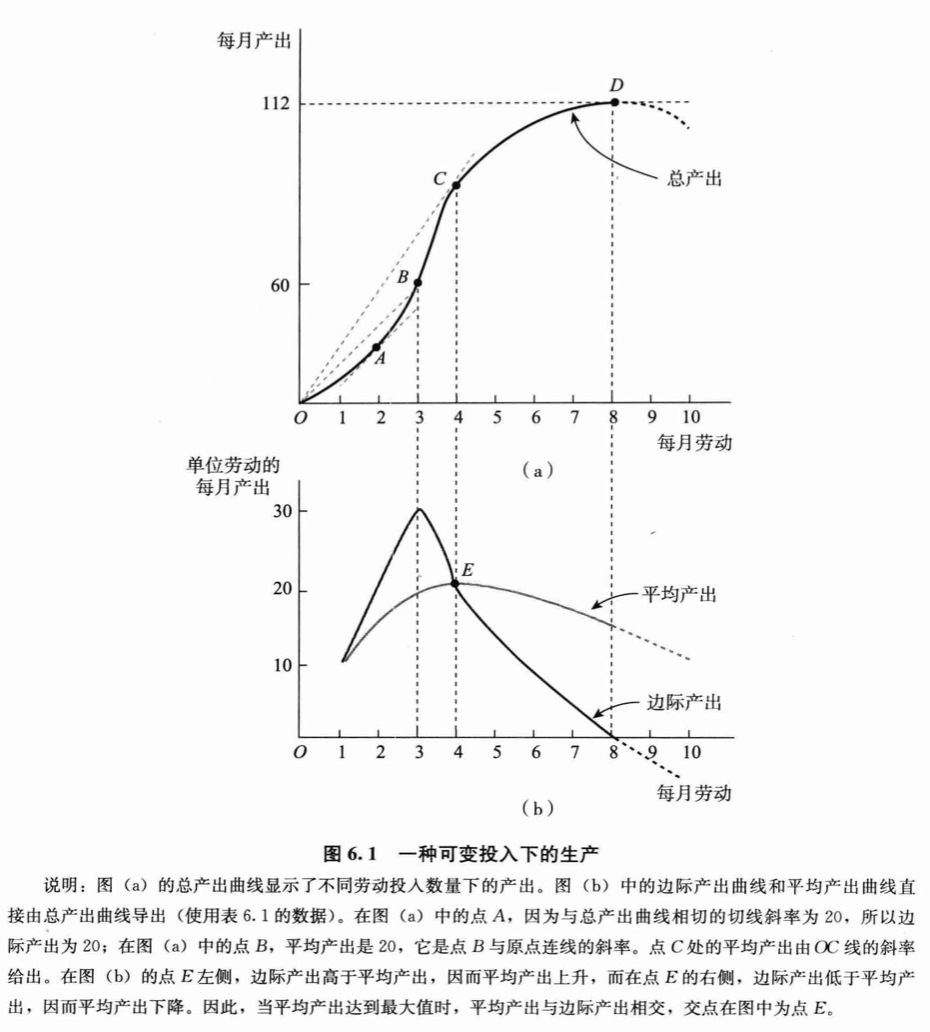 每月产出
112
D
C
总产出
B
60
A
O 1 2 3 4 5 6 7 8 9 10
每月劳动
(a)
单位劳动的
每月产出
30
E
20
平均产出
10
边际产出
O 1 2 3 4 5 6 7 8 9 10
每月劳动
(b)
图 6.1 一种可变投入下的生产
说明：图（a）的总产出曲线显示了不同劳动投入数量下的产出。图（b）中的边际产出曲线和平均产出曲线直
接由总产出曲线导出（使用表 6.1 的数据）。在图（a）中的点 A，因为与总产出曲线相切的切线斜率为 20，所以边
际产出为 20；在图（a）中的点 B，平均产出是 20，它是点 B 与原点连线的斜率。点 C 处的平均产出由 OC 线的斜率
给出。在图（b）的点 E 左侧，边际产出高于平均产出，因而平均产出上升，而在点 E 的右侧，边际产出低于平均产
出，因而平均产出下降。因此，当平均产出达到最大值时，平均产出与边际产出相交，交点在图中为点 E。